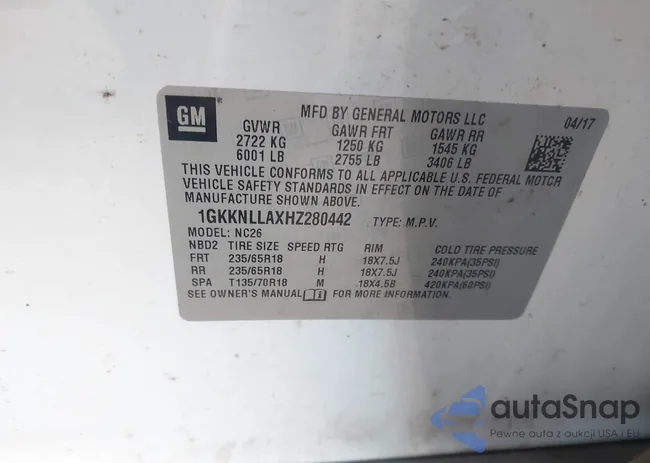 GM
MFD BY GENERAL MOTORS LLC 04/17
GVWR GAWR FRT GAWR RR
2722 KG 1250 KG 1545 KG
6001 LB 2755 LB 3406 LB
THIS VEHICLE CONFORMS TO ALL APPLICABLE U.S. FEDERAL MOTOR
VEHICLE SAFETY STANDARDS IN EFFECT ON THE DATE OF
MANUFACTURE SHOWN ABOVE.
1GKKNLLAXHZ280442 TYPE: M.P.V.
MODEL: NC26
NBD2 TIRE SIZE SPEED RTG RIM COLD TIRE PRESSURE
FRT 235/65R18 H 18X7.5J 240KPA(35PSI)
RR 235/65R18 H 18X7.5J 240KPA(35PSI)
SPA T135/70R18 M 18X4.5B 420KPA(60PSI)
SEE OWNER'S MANUAL FOR MORE INFORMATION.
autoSnap
Pewne auta z aukcji USA i EU